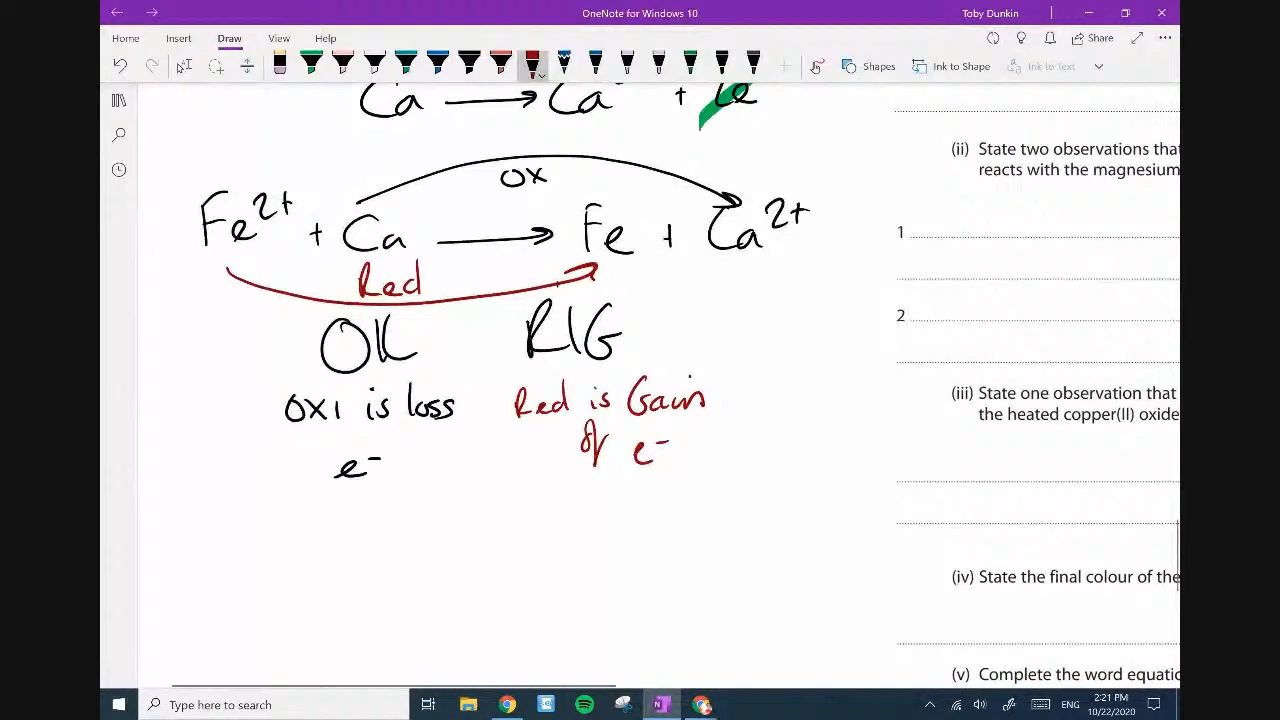 OneNote for Windows 10
Toby Dunkin
Home Insert Draw View Help
Share
Shapes
Ink to Shape
Ink to Text
Ca → Ca + 2e
ox
Fe2+ + Ca → Fe + Ca2+
Red
OIL RIG
oxi is loss
e-
Red is Gain
of e-
(ii) State two observations tha
reacts with the magnesium
1
2
(iii) State one observation that
the heated copper(II) oxide
(iv) State the final colour of the
(v) Complete the word equatio
Type here to search
ENG
2:21 PM
10/22/2020